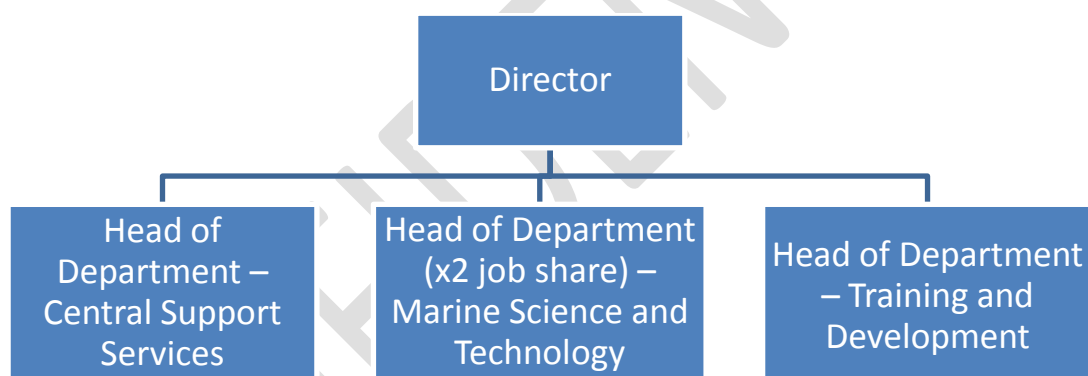 Director
Head of
Department –
Central Support
Services
Head of Department
(x2 job share) –
Marine Science and
Technology
Head of Department
– Training and
Development